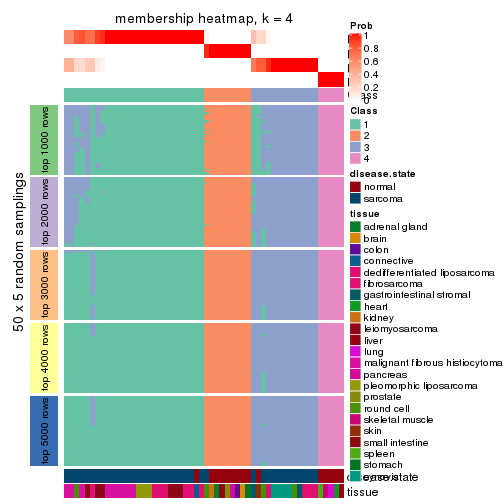 membership heatmap, k = 4
Prob
1
0.8
0.6
0.4
0.2
0
Class
1
2
3
4
disease.state
normal
sarcoma
tissue
adrenal gland
brain
colon
connective
dedifferentiated liposarcoma
fibrosarcoma
gastrointestinal stromal
heart
kidney
leiomyosarcoma
liver
lung
malignant fibrous histiocytoma
pancreas
pleomorphic liposarcoma
prostate
round cell
skeletal muscle
skin
small intestine
spleen
stomach
disease.state
tissue
50 x 5 random samplings
top 1000 rows
top 2000 rows
top 3000 rows
top 4000 rows
top 5000 rows